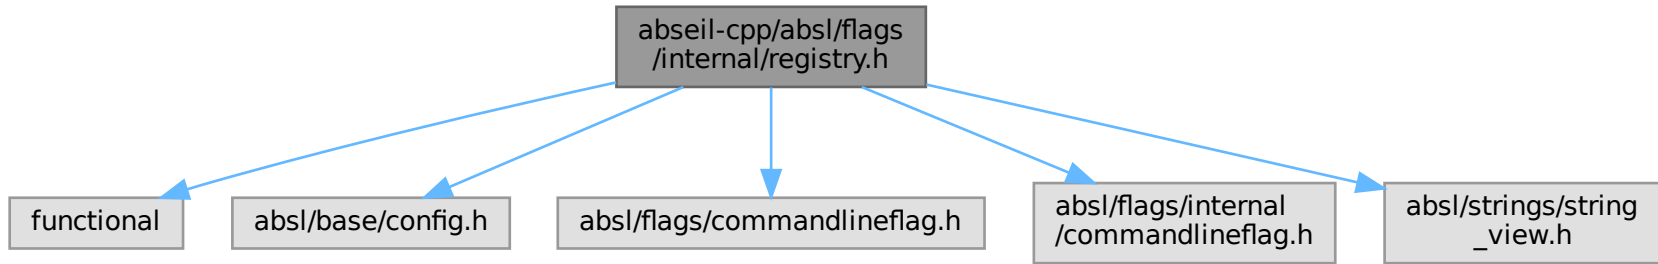 abseil-cpp/absl/flags
/internal/registry.h
functional
absl/base/config.h
absl/flags/commandlineflag.h
absl/flags/internal
/commandlineflag.h
absl/strings/string
_view.h